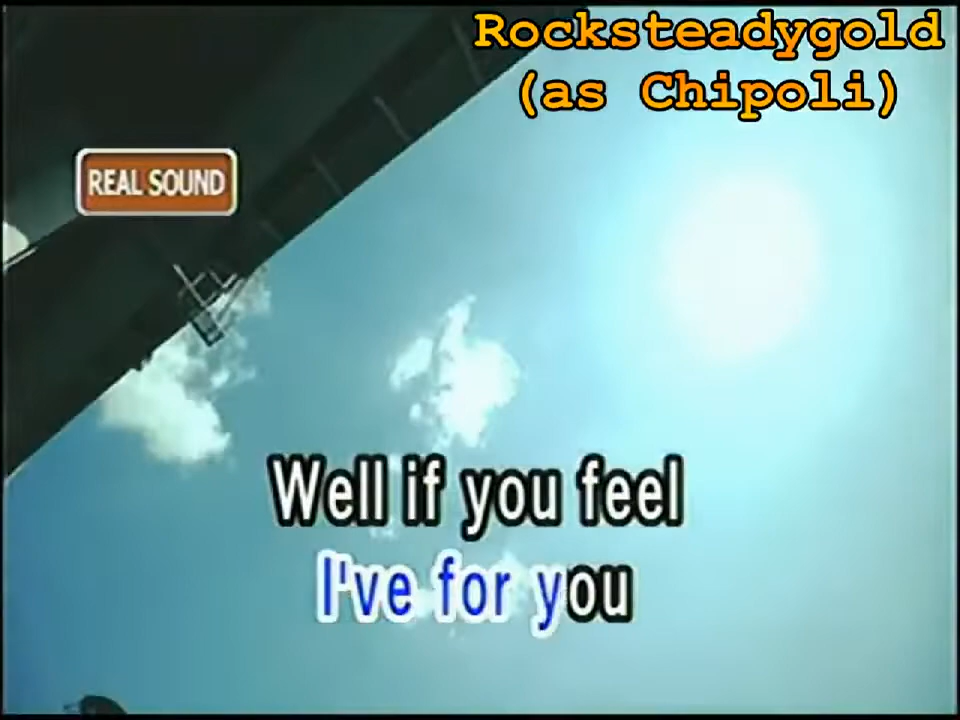 Rocksteadygold
(as Chipoli)
REAL SOUND
Well if you feel
I've for you